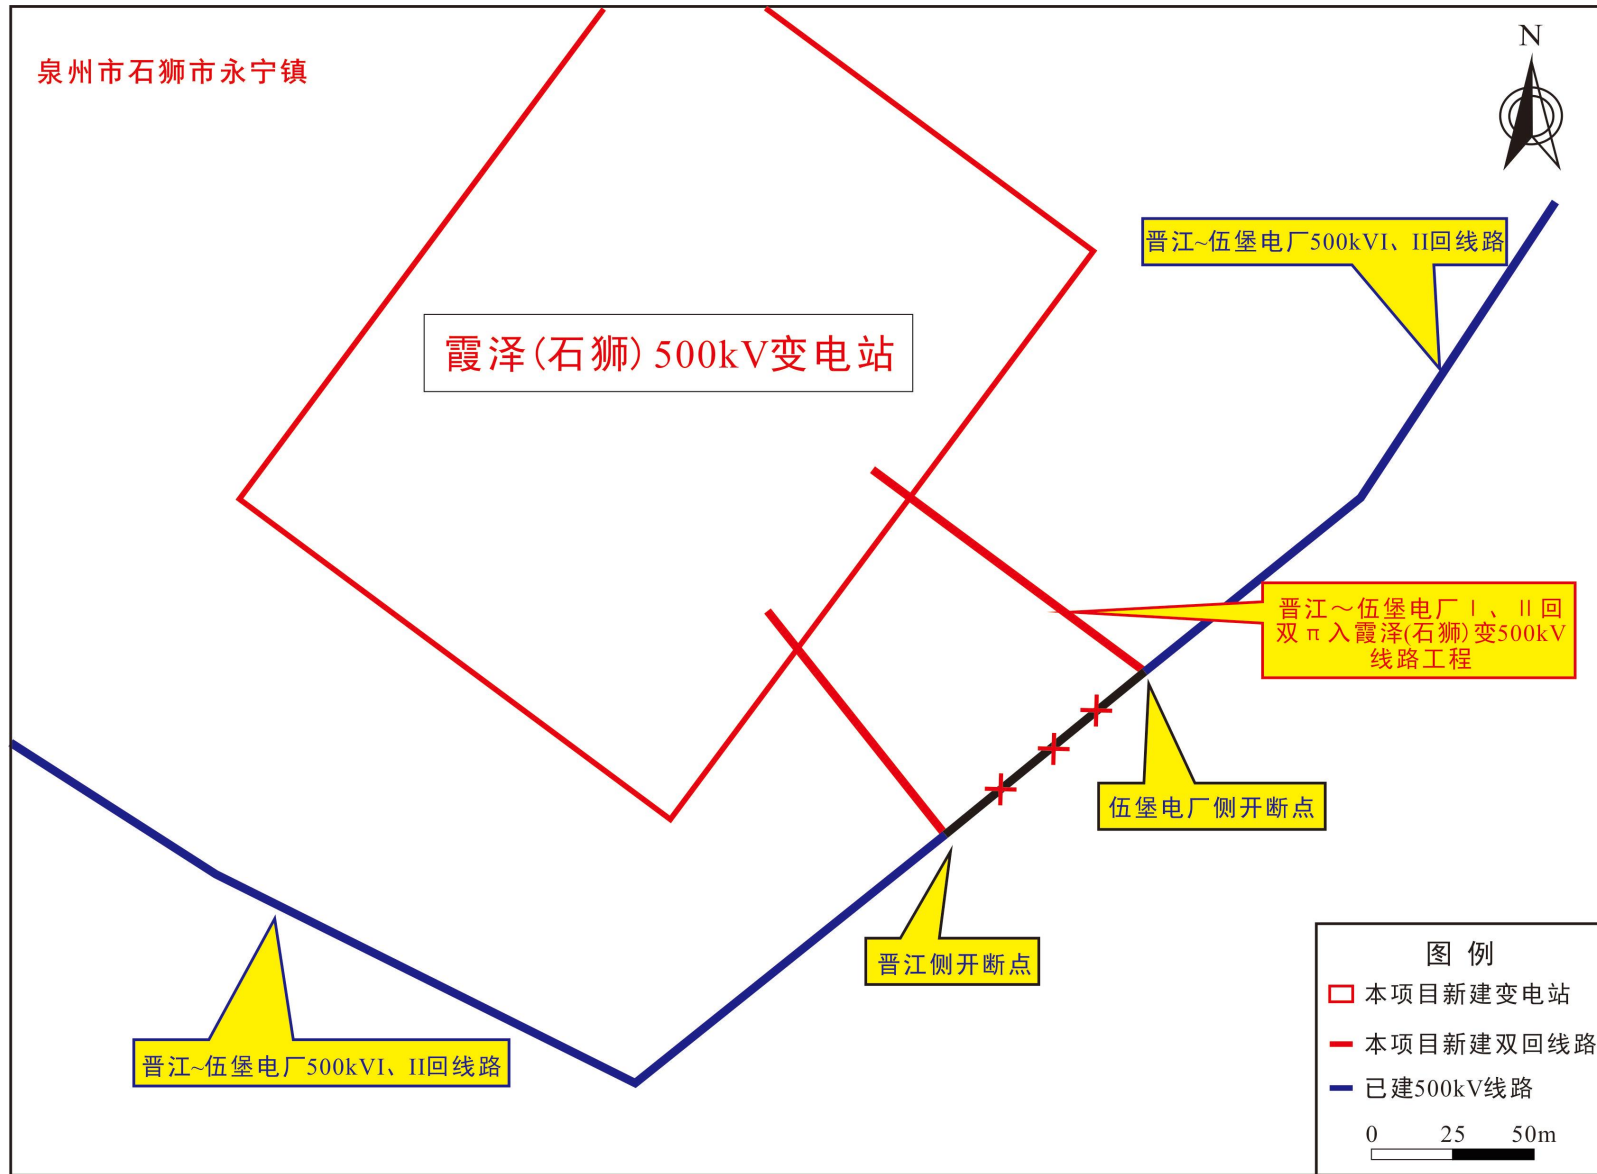 泉州市石狮市永宁镇
N
晋江~伍堡电厂500kVI、II回线路
霞泽(石狮)500kV变电站
晋江～伍堡电厂Ⅰ、Ⅱ回
双π入霞泽(石狮)变500kV
线路工程
伍堡电厂侧开断点
晋江侧开断点
晋江~伍堡电厂500kVI、II回线路
图 例
本项目新建变电站
本项目新建双回线路
已建500kV线路
0 25 50m